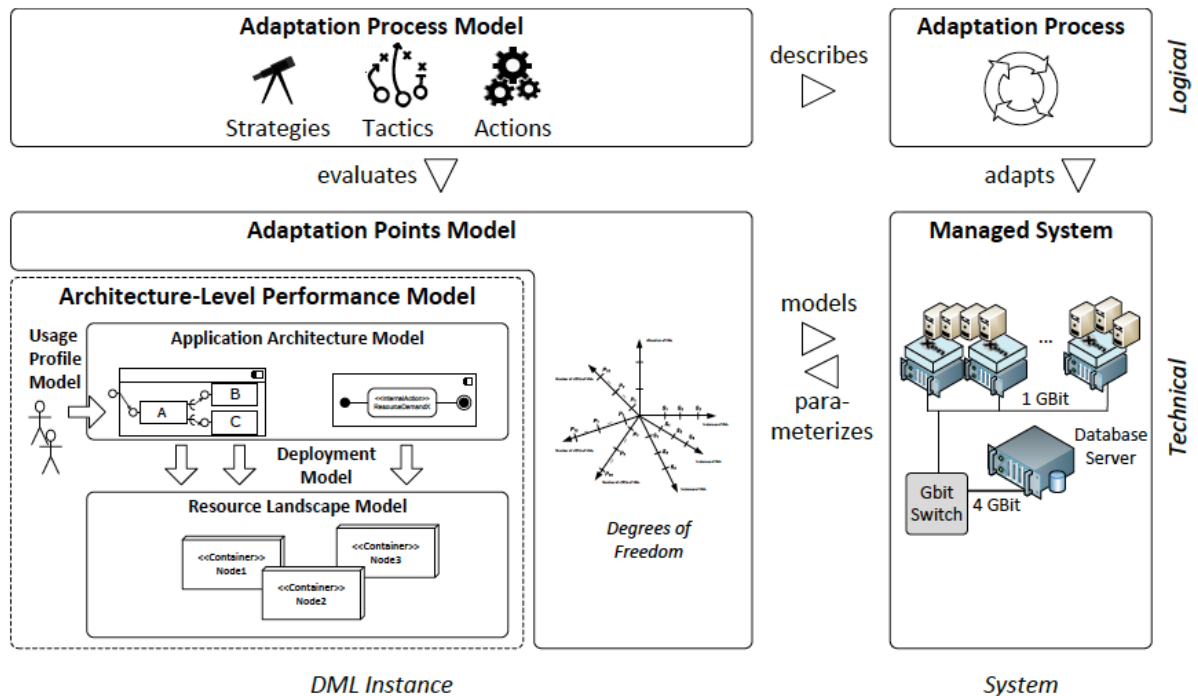 Adaptation Process Model
Strategies
Tactics
Actions
describes
Adaptation Process
Logical
evaluates
adapts
Adaptation Points Model
Architecture-Level Performance Model
Usage
Profile
Model
Application Architecture Model
A
B
C
<<InternalAction>>
ResourceDemandX
Deployment
Model
Resource Landscape Model
<<Container>>
Node1
<<Container>>
Node2
<<Container>>
Node3
Degrees of
Freedom
models
para-
meterizes
Managed System
...
1 GBit
Database
Server
Gbit
Switch
4 GBit
Technical
DML Instance
System